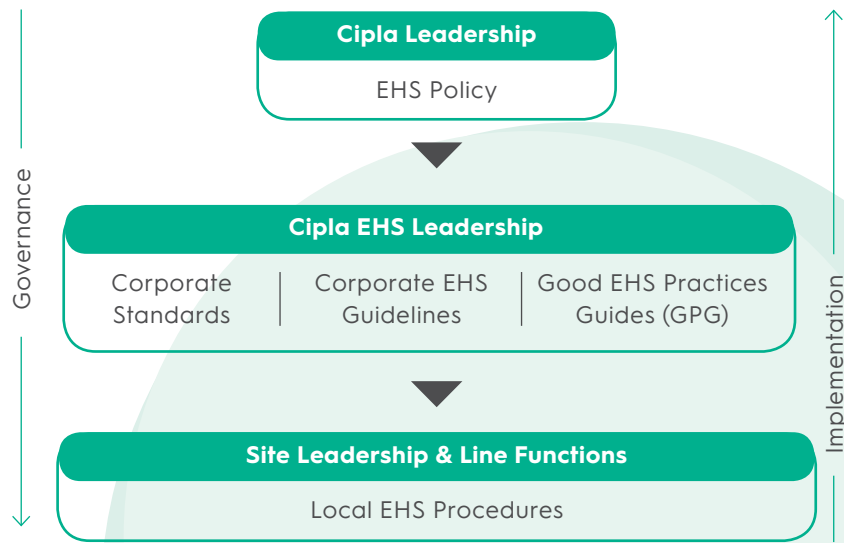 Cipla Leadership
EHS Policy
Governance
Cipla EHS Leadership
Corporate
Standards
Corporate EHS
Guidelines
Good EHS Practices
Guides (GPG)
Implementation
Site Leadership & Line Functions
Local EHS Procedures